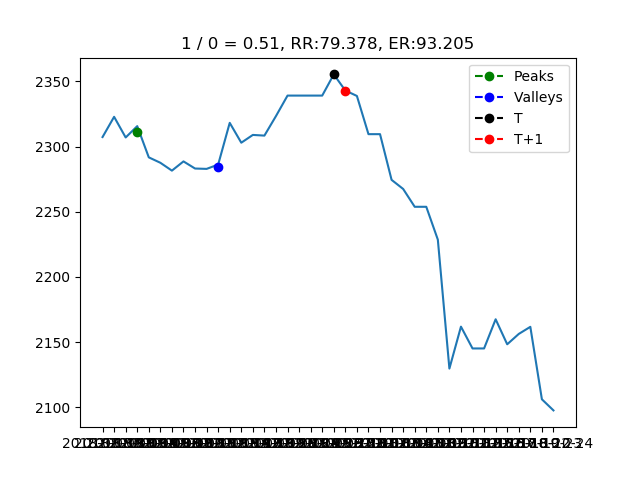 1 / 0 = 0.51, RR:79.378, ER:93.205
2350
2300
2250
2200
2150
2100
Peaks
Valleys
T
T+1